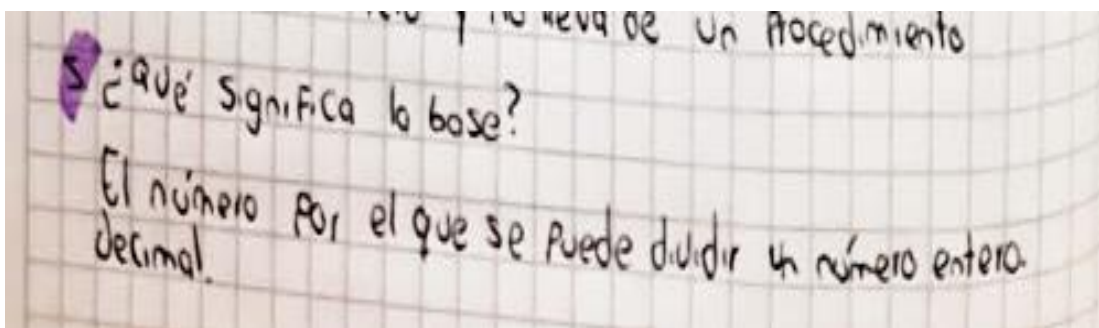 y no lleva de un Procedimiento
5 ¿Qué significa la base?
El número Por el que se Puede dividir un número entero.
Decimal.